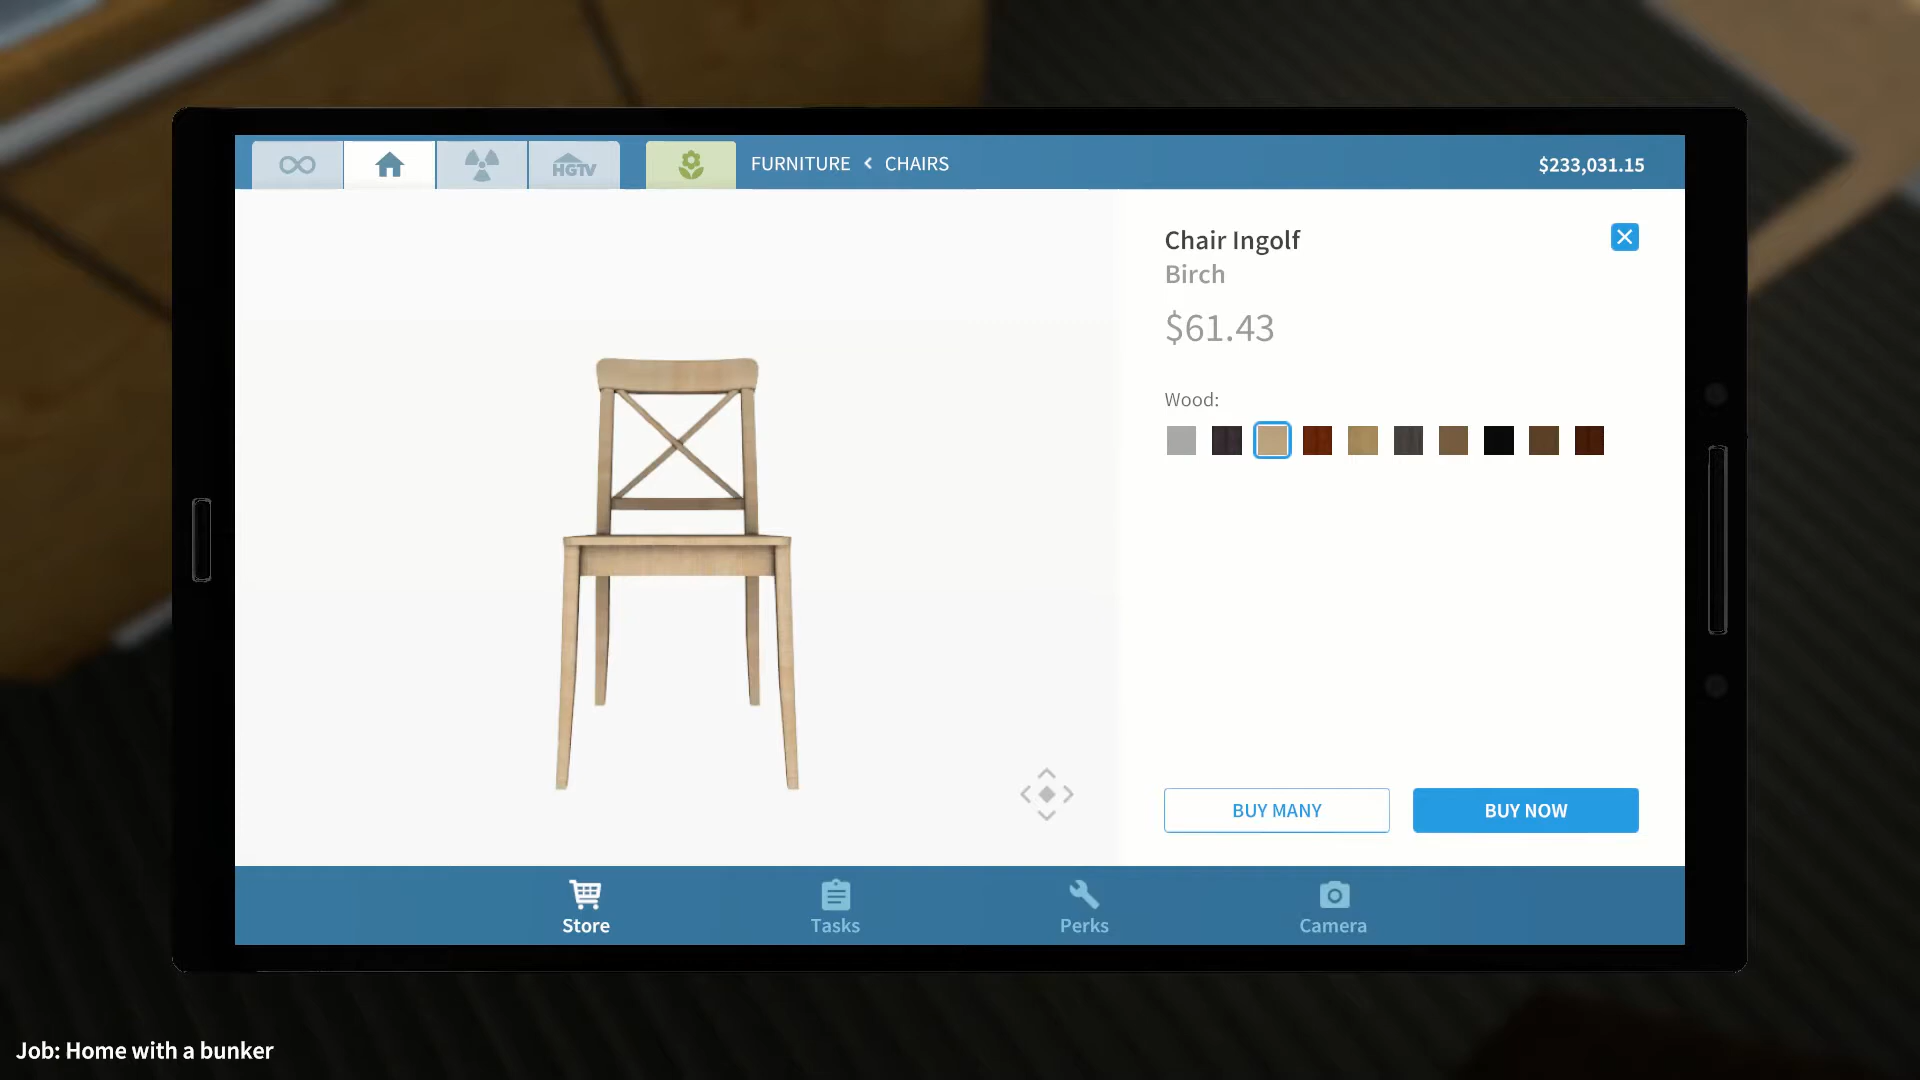 HGTV
FURNITURE < CHAIRS
$233,031.15
Chair Ingolf
Birch
$61.43
Wood:
BUY MANY
BUY NOW
Store
Tasks
Perks
Camera
Job: Home with a bunker